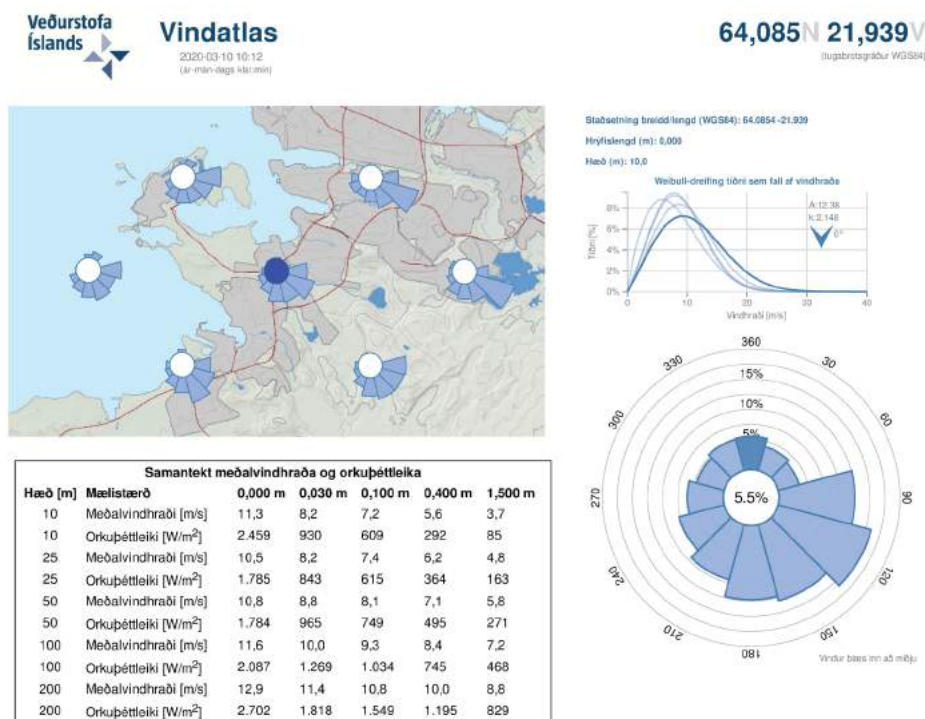 Veðurstofa
Íslands
Vindatlas
2020-03-10 10:12
(ár-mán-dags klst:mín)
64,085N 21,939V
(tugabrotsgráður WGS84)
Staðsetning breidd/lengd (WGS84): 64.0854 -21.939
Hrýfislengd (m): 0,000
Hæð (m): 10,0
Weibull-dreifing tíðni sem fall af vindhraða
A:12.38
k:2.148
0°
Tíðni [%]
8%
6%
4%
2%
0%
0 10 20 30 40
Vindhraði [m/s]
360
330 30
15%
10%
300 60
5%
270 5.5% 90
240 120
210 150
180
Vindur blæs inn að miðju
Samantekt meðalvindhraða og orkuþéttleika
Hæð [m] Mælistærð 0,000 m 0,030 m 0,100 m 0,400 m 1,500 m
10 Meðalvindhraði [m/s] 11,3 8,2 7,2 5,6 3,7
10 Orkuþéttleiki [W/m²] 2.459 930 609 292 85
25 Meðalvindhraði [m/s] 10,5 8,2 7,4 6,2 4,8
25 Orkuþéttleiki [W/m²] 1.785 843 615 364 163
50 Meðalvindhraði [m/s] 10,8 8,8 8,1 7,1 5,8
50 Orkuþéttleiki [W/m²] 1.784 965 749 495 271
100 Meðalvindhraði [m/s] 11,6 10,0 9,3 8,4 7,2
100 Orkuþéttleiki [W/m²] 2.087 1.269 1.034 745 468
200 Meðalvindhraði [m/s] 12,9 11,4 10,8 10,0 8,8
200 Orkuþéttleiki [W/m²] 2.702 1.818 1.549 1.195 829